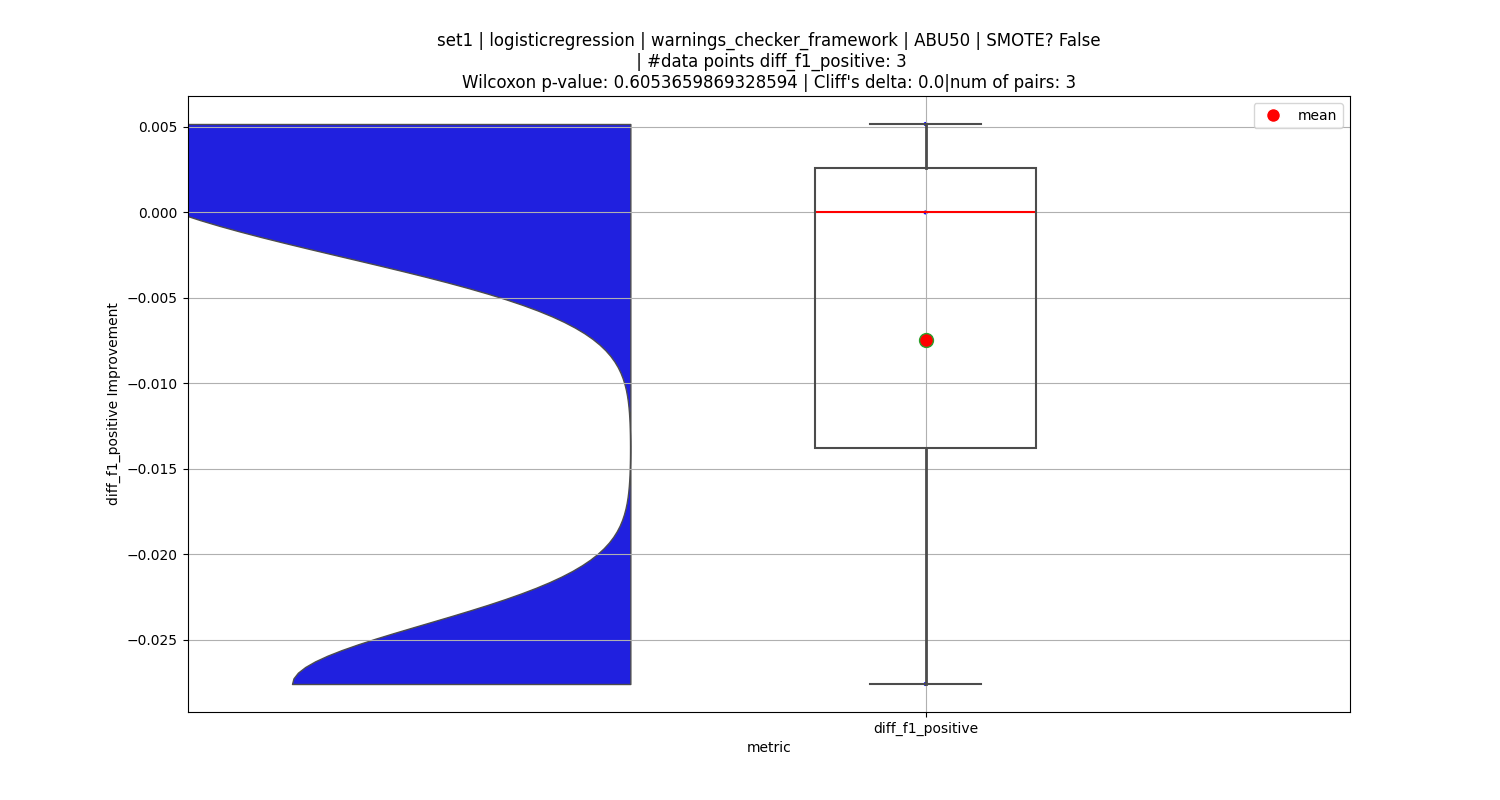 set1 | logisticregression | warnings_checker_framework | ABU50 | SMOTE? False
| #data points diff_f1_positive: 3
Wilcoxon p-value: 0.6053659869328594 | Cliff's delta: 0.0|num of pairs: 3
mean
0.005
0.000
−0.005
−0.010
−0.015
−0.020
−0.025
diff_f1_positive Improvement
diff_f1_positive
metric